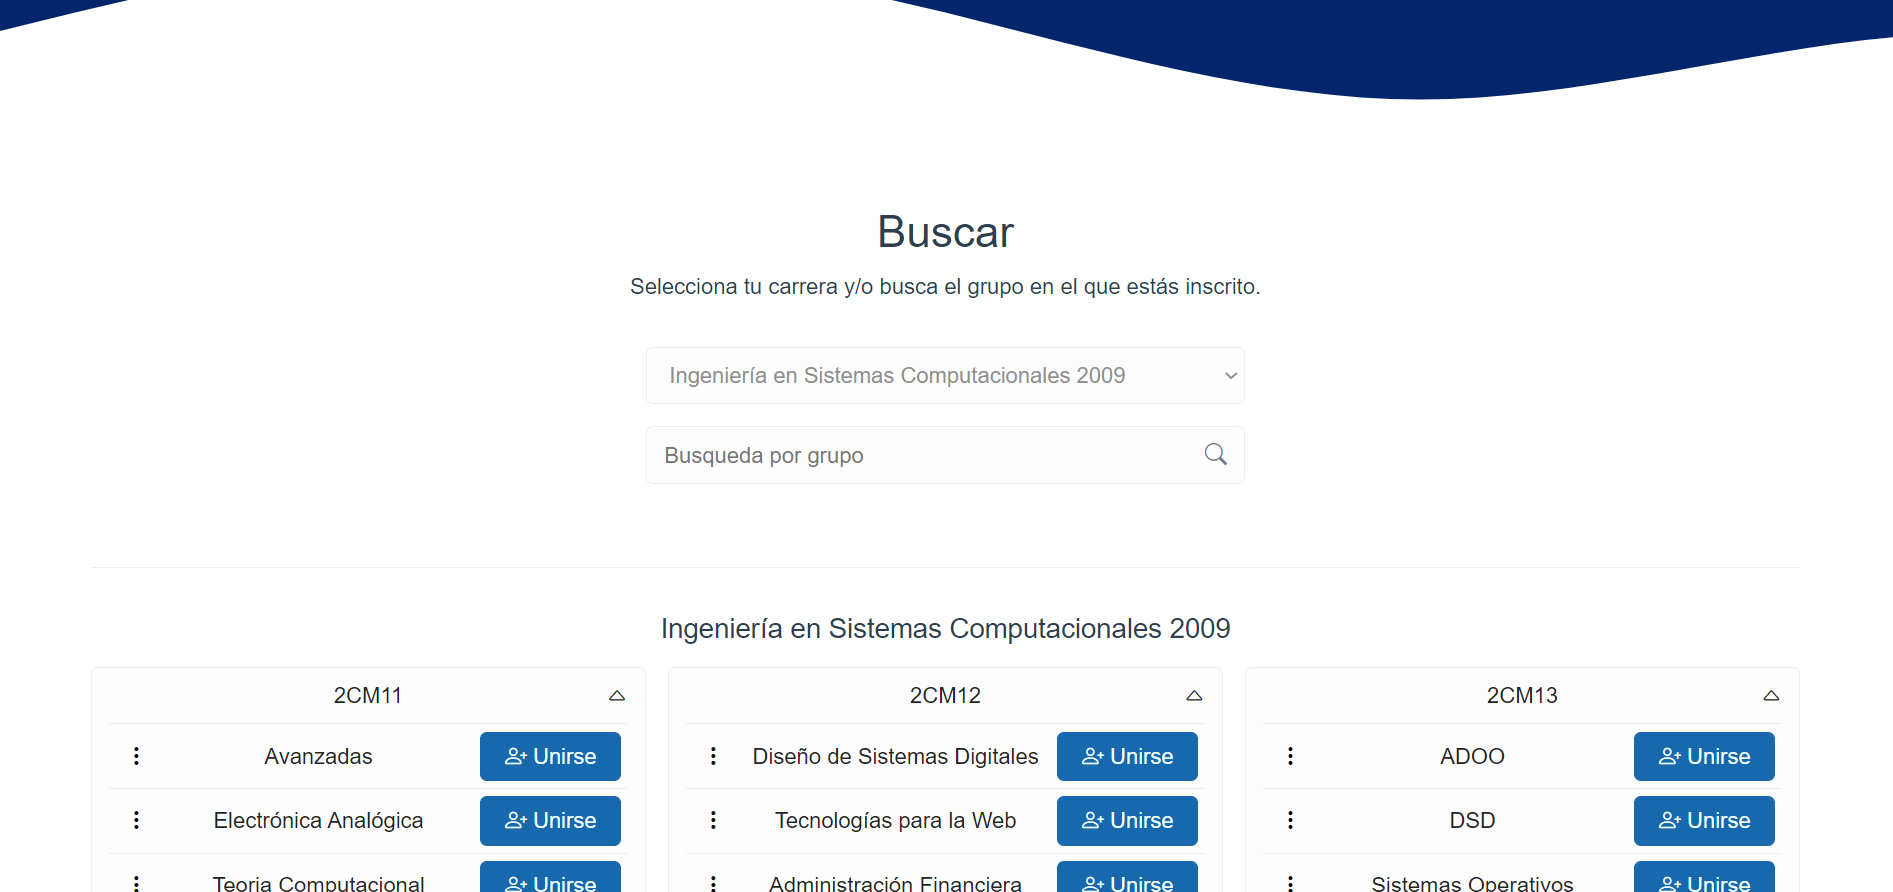 Buscar
Selecciona tu carrera y/o busca el grupo en el que estás inscrito.
Ingeniería en Sistemas Computacionales 2009
Busqueda por grupo
Ingeniería en Sistemas Computacionales 2009
2CM11
Avanzadas Unirse
Electrónica Analógica Unirse
Teoria Computacional Unirse
2CM12
Diseño de Sistemas Digitales Unirse
Tecnologías para la Web Unirse
Administración Financiera Unirse
2CM13
ADOO Unirse
DSD Unirse
Sistemas Operativos Unirse